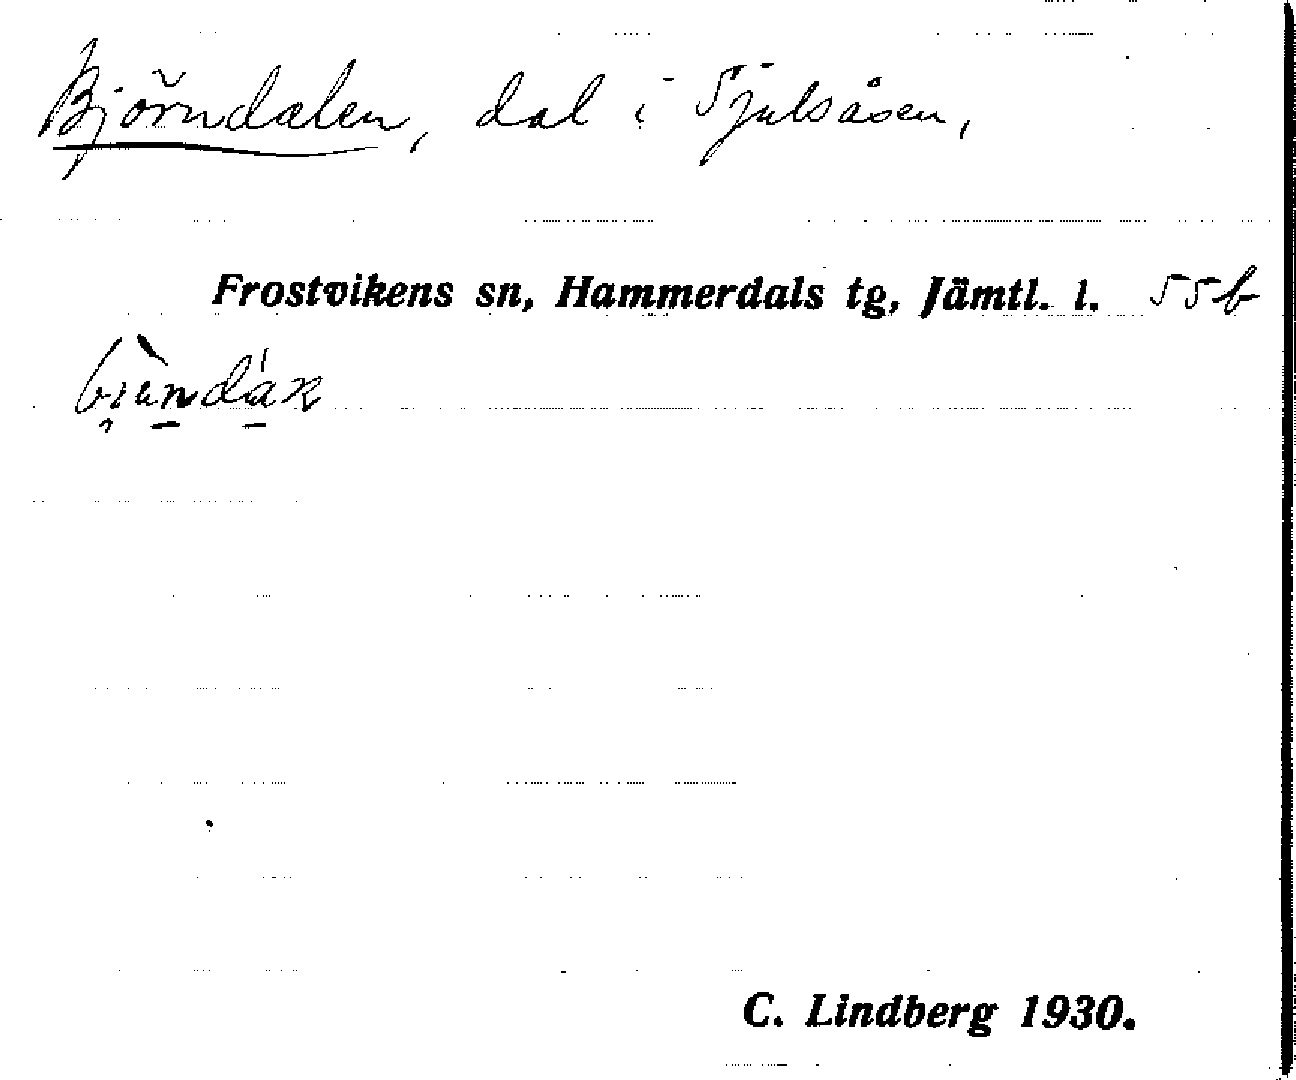 Björndalen, dal i Sjulsåsen,
Frostvikens sn, Hammerdals tg, Jämtl. l. 55b
C. Lindberg 1930.